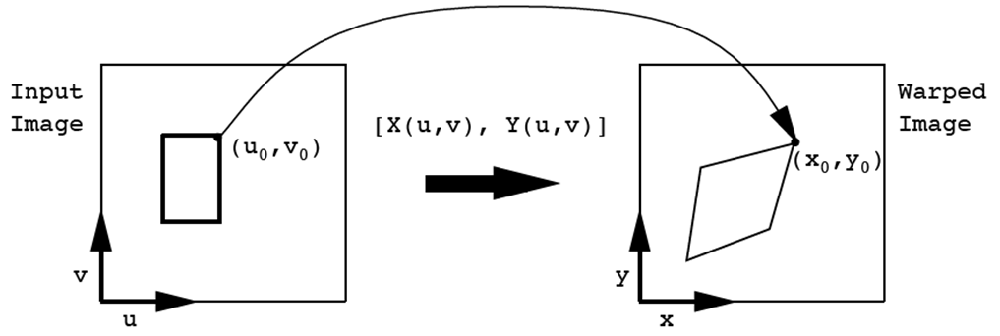 Input
Image
(u₀,v₀)
v
u
[X(u,v), Y(u,v)]
Warped
Image
(x₀,y₀)
y
x